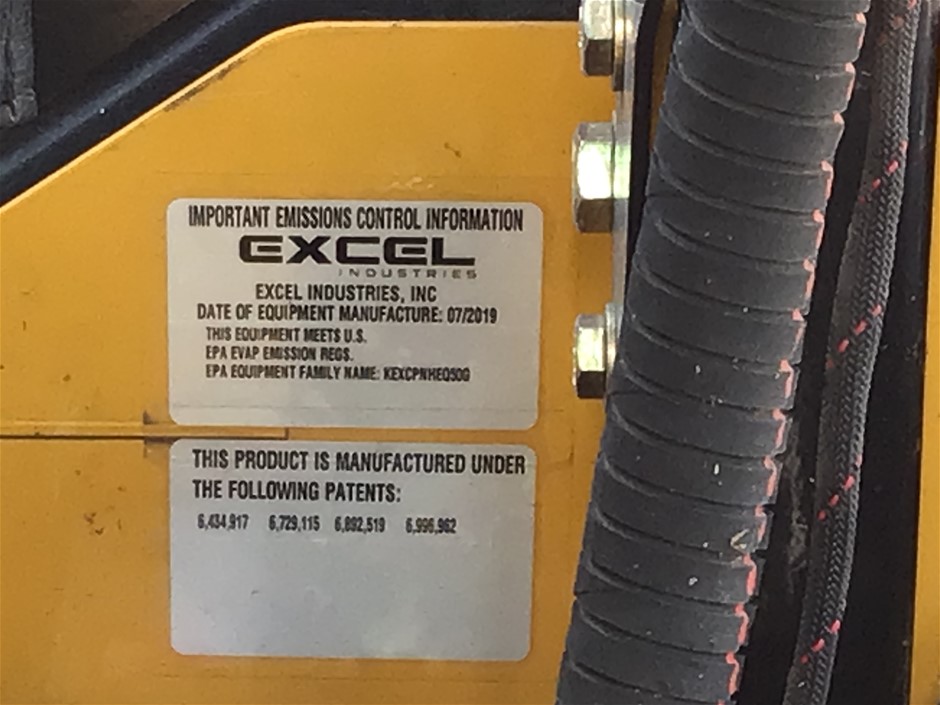 IMPORTANT EMISSIONS CONTROL INFORMATION
EXCEL
INDUSTRIES
EXCEL INDUSTRIES, INC
DATE OF EQUIPMENT MANUFACTURE: 07/2019
THIS EQUIPMENT MEETS U.S.
EPA EVAP EMISSION REGS.
EPA EQUIPMENT FAMILY NAME:
THIS PRODUCT IS MANUFACTURED UNDER
THE FOLLOWING PATENTS:
6,434,917 6,729,115 6,892,519 6,996,962